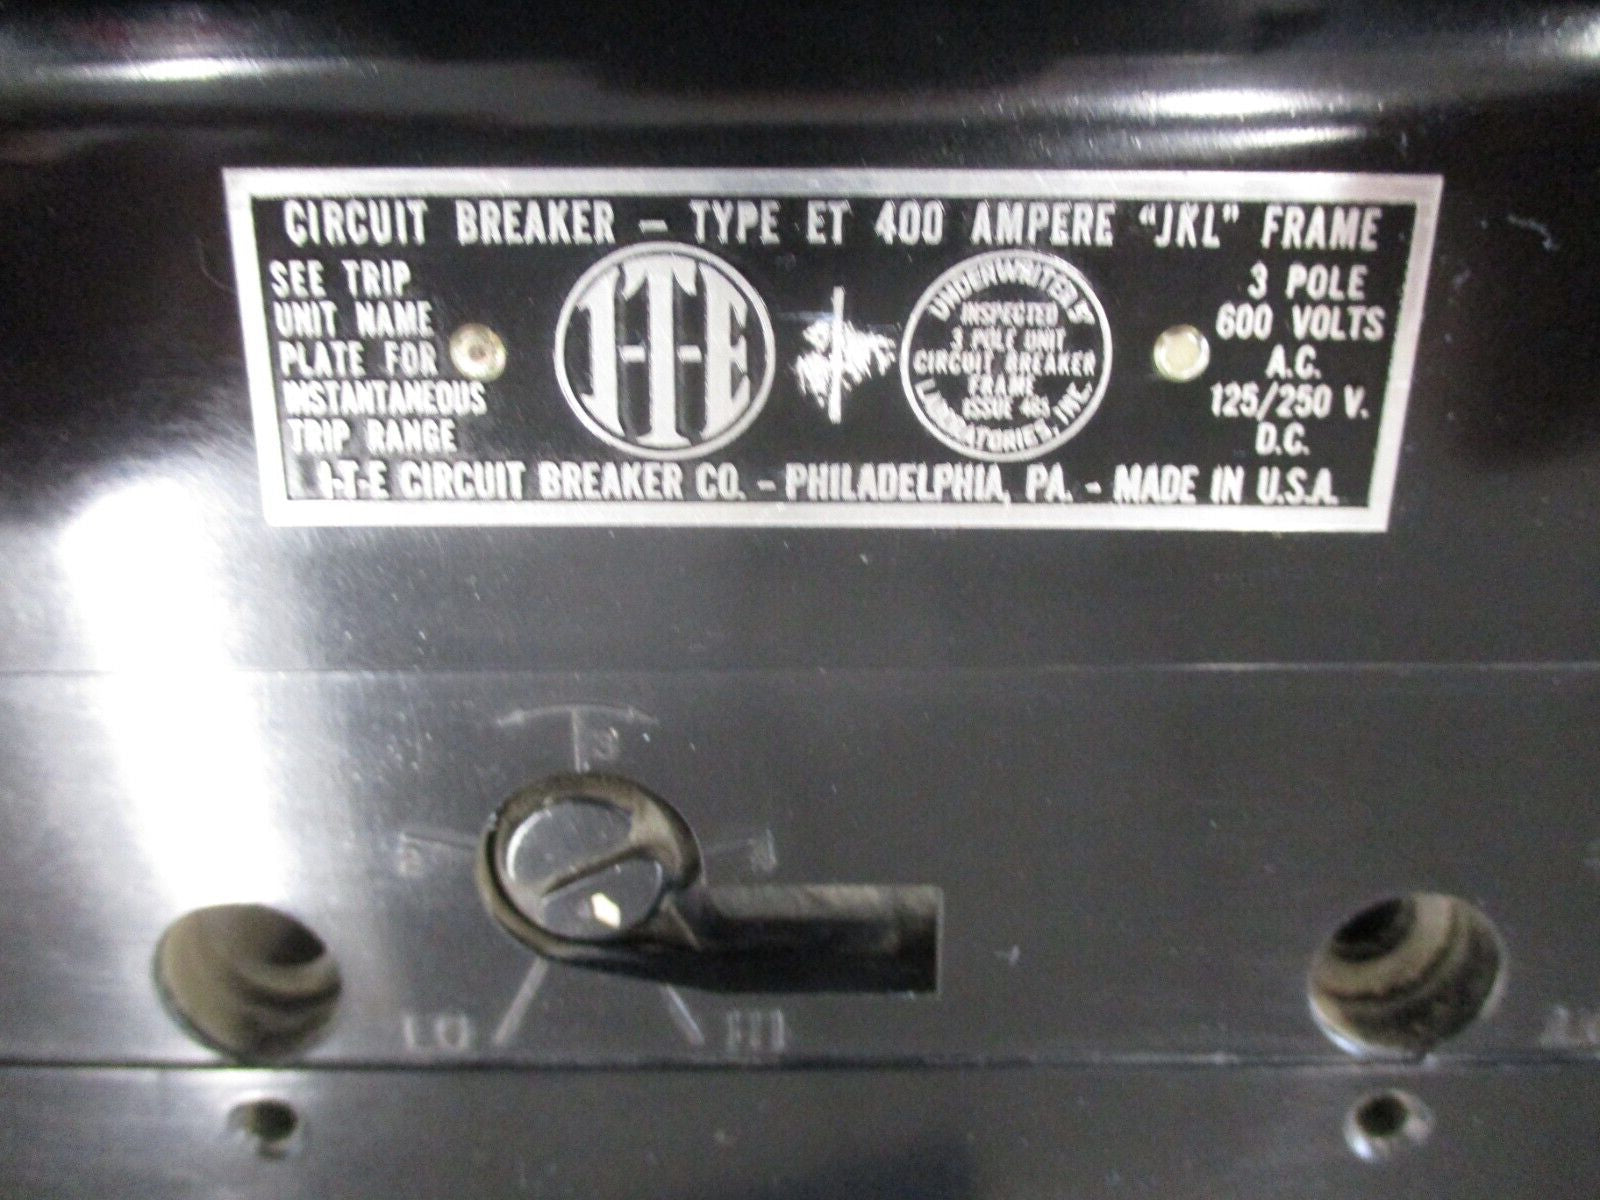 CIRCUIT BREAKER - TYPE ET 400 AMPERE "JKL" FRAME
SEE TRIP
UNIT NAME
PLATE FOR
INSTANTANEOUS
TRIP RANGE
I-T-E
UNDERWRITERS'
INSPECTED
3 POLE UNIT
CIRCUIT BREAKER
FRAME
ISSUE
LABORATORIES, INC.
3 POLE
600 VOLTS
A.C.
125/250 V.
D.C.
I-T-E CIRCUIT BREAKER CO. - PHILADELPHIA, PA. - MADE IN U.S.A.
3
LO
HI